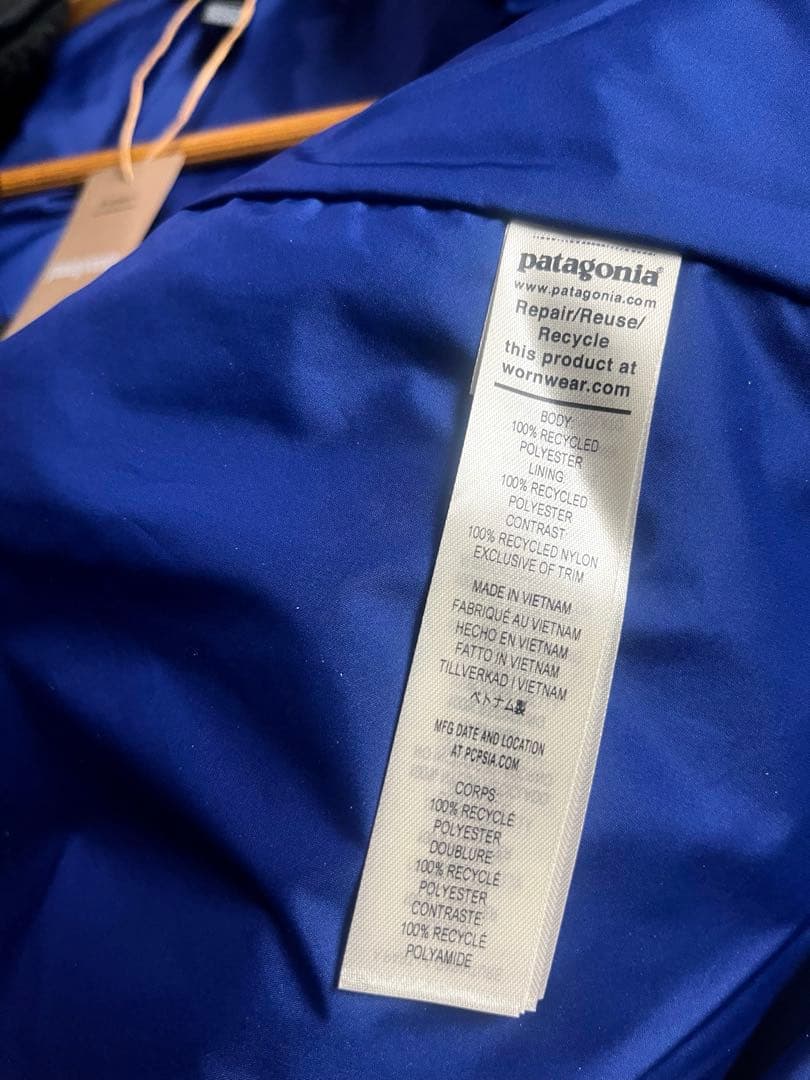 patagonia®
www.patagonia.com
Repair/Reuse/
Recycle
this product at
wornwear.com
BODY:
100% RECYCLED
POLYESTER
LINING:
100% RECYCLED
POLYESTER
CONTRAST:
100% RECYCLED NYLON
EXCLUSIVE OF TRIM
MADE IN VIETNAM
FABRIQUÉ AU VIETNAM
HECHO EN VIETNAM
FATTO IN VIETNAM
TILLVERKAD I VIETNAM
ベトナム製
MFG DATE AND LOCATION
AT PCPSIA.COM
CORPS:
100% RECYCLÉ
POLYESTER
DOUBLURE:
100% RECYCLÉ
POLYESTER
CONTRASTE:
100% RECYCLÉ
POLYAMIDE